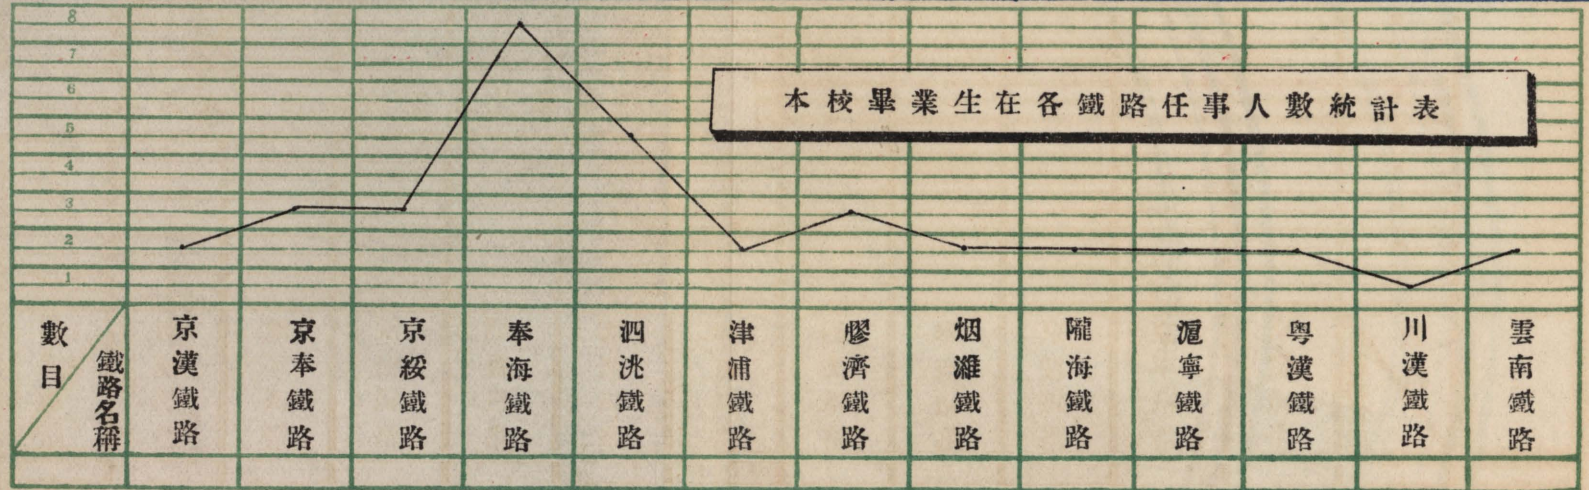 本校畢業生在各鐵路任事人數統計表
8
7
6
5
4
3
2
1
數目
鐵路名稱
京漢鐵路
京奉鐵路
京綏鐵路
奉海鐵路
泗洮鐵路
津浦鐵路
膠濟鐵路
烟濰鐵路
隴海鐵路
滬寧鐵路
粤漢鐵路
川漢鐵路
雲南鐵路